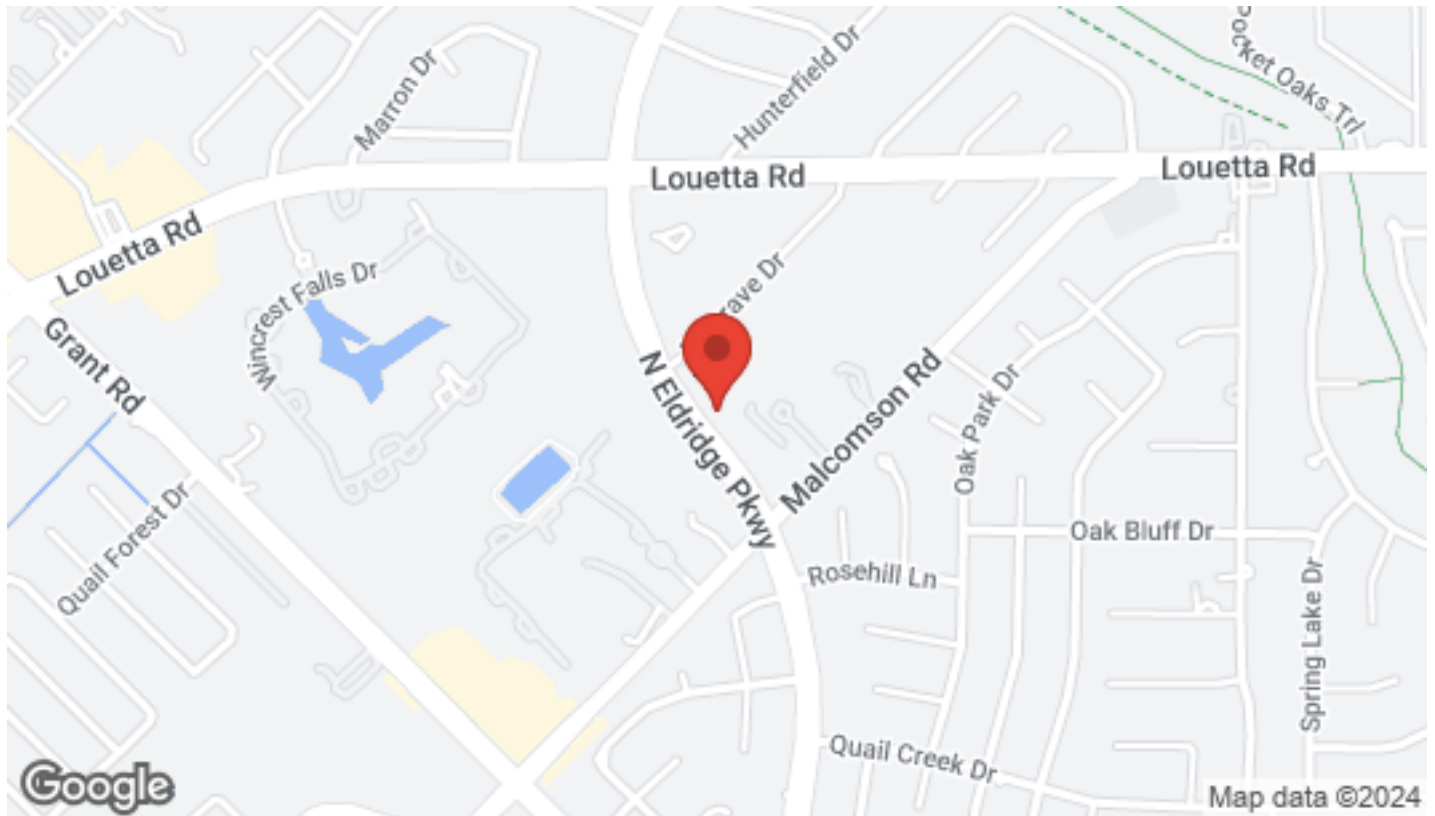 Marron Dr
Hunterfield Dr
ocket Oaks Trl
Louetta Rd
Louetta Rd
Louetta Rd
Wincrest Falls Dr
Dr
Grant Rd
N Eldridge Pkwy
Malcomson Rd
Oak Park Dr
Quail Forest Dr
Oak Bluff Dr
Rosehill Ln
Spring Lake Dr
Quail Creek Dr
Google
Map data ©2024